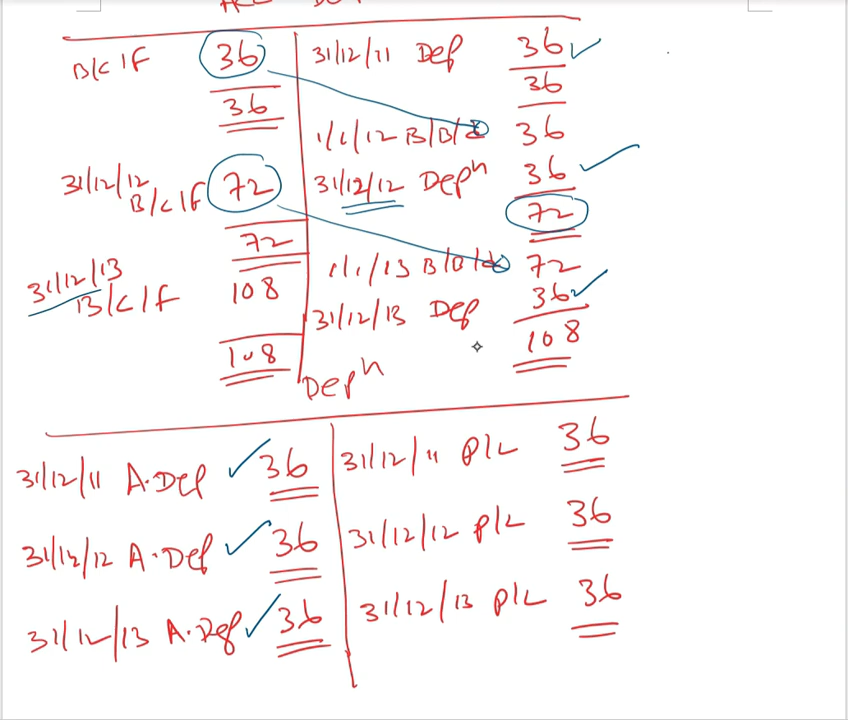 B/C/F 36 31/12/11 Dep 36
36 36
1/1/12 B/B/D 36
31/12/12 B/C/F 72 31/12/12 Depn 36
72
72 1/1/13 B/B/D 72
31/12/13 B/C/F 108 31/12/13 Dep 36
108 108
Depn
31/12/11 A.Dep 36 31/12/11 P/L 36
31/12/12 A.Dep 36 31/12/12 P/L 36
31/12/13 A.Dep 36 31/12/13 P/L 36